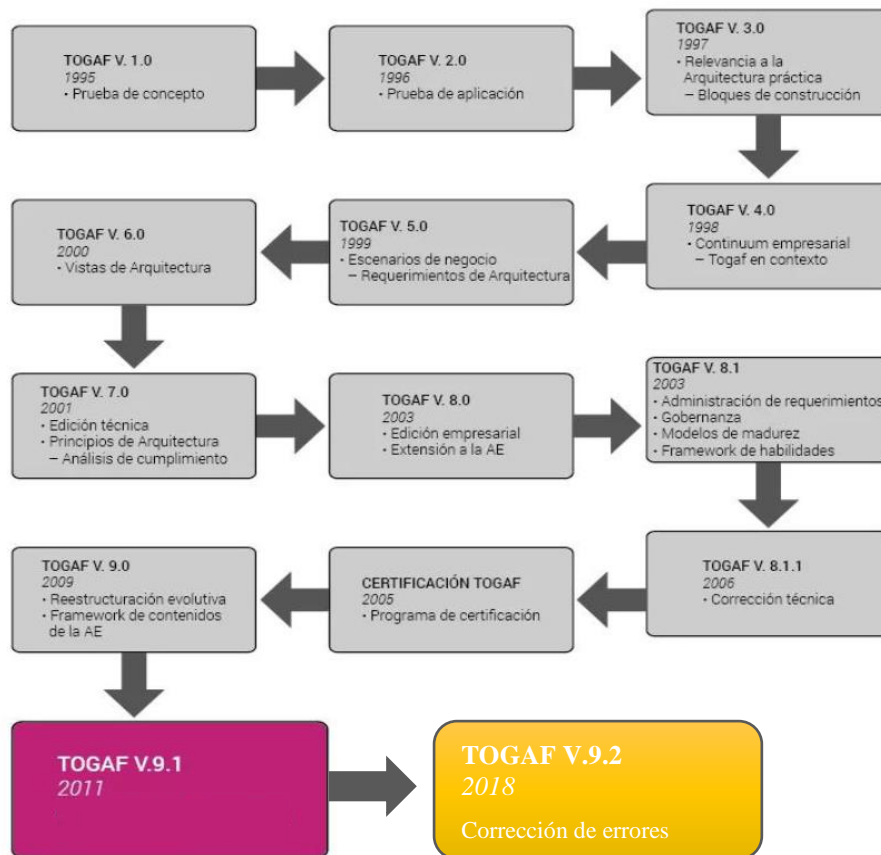 TOGAF V. 1.0
1995
• Prueba de concepto
TOGAF V. 2.0
1996
• Prueba de aplicación
TOGAF V. 3.0
1997
• Relevancia a la
Arquitectura práctica
– Bloques de construcción
TOGAF V. 4.0
1998
• Continuum empresarial
– Togaf en contexto
TOGAF V. 5.0
1999
• Escenarios de negocio
– Requerimientos de Arquitectura
TOGAF V. 6.0
2000
• Vistas de Arquitectura
TOGAF V. 7.0
2001
• Edición técnica
• Principios de Arquitectura
– Análisis de cumplimiento
TOGAF V. 8.0
2003
• Edición empresarial
• Extensión a la AE
TOGAF V. 8.1
2003
• Administración de requerimientos
• Gobernanza
• Modelos de madurez
• Framework de habilidades
TOGAF V. 8.1.1
2006
• Corrección técnica
CERTIFICACIÓN TOGAF
2005
• Programa de certificación
TOGAF V. 9.0
2009
• Reestructuración evolutiva
• Framework de contenidos
de la AE
TOGAF V.9.1
2011
TOGAF V.9.2
2018
Corrección de errores